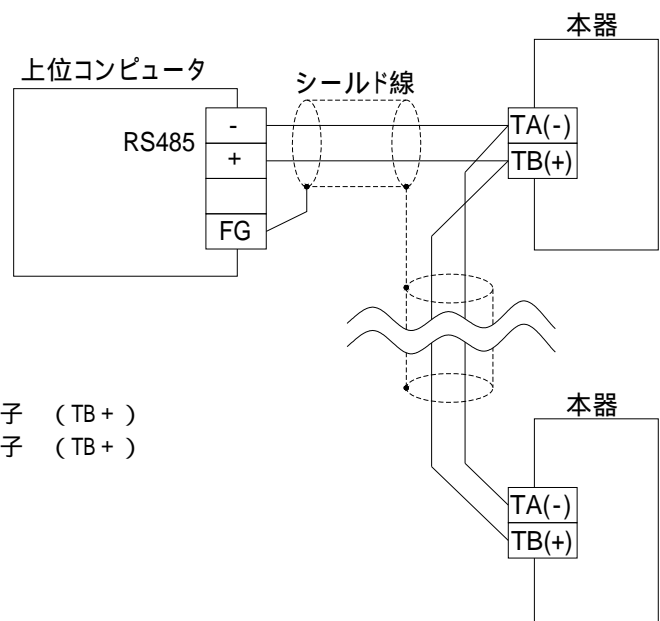 本器
上位コンピュータ
シールド線
RS485
-
+
FG
TA(-)
TB(+)
子 （TB+ ）
子 （TB+ ）
本器
TA(-)
TB(+)